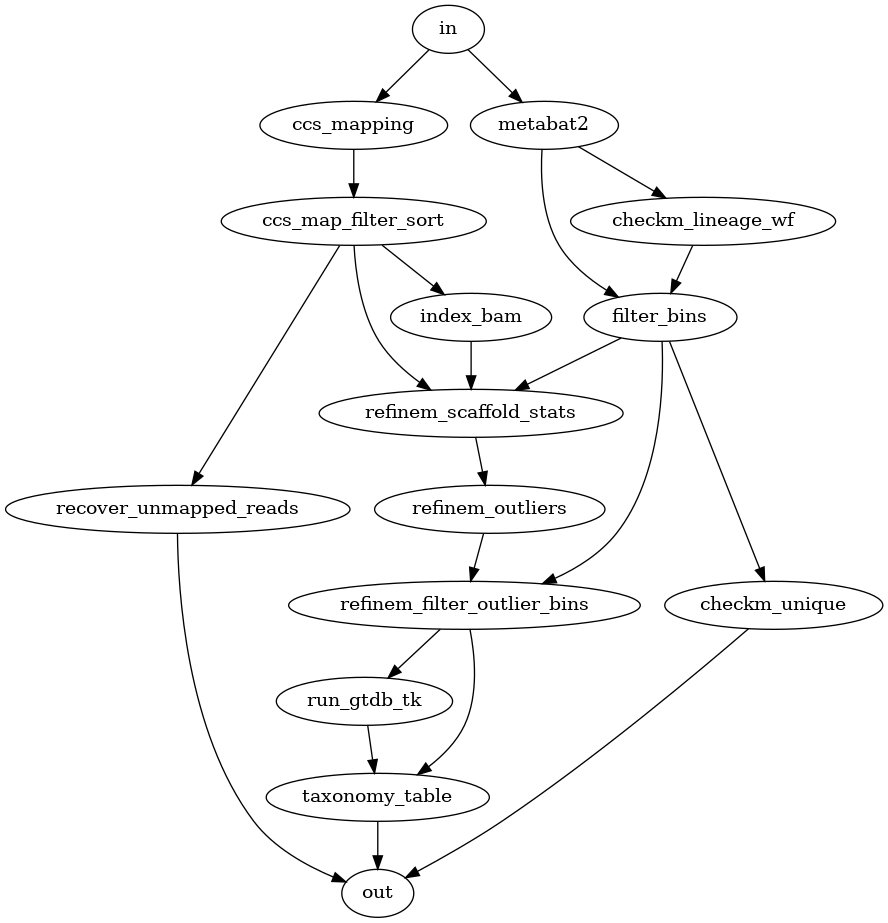 in
ccs_mapping
metabat2
ccs_map_filter_sort
checkm_lineage_wf
index_bam
filter_bins
refinem_scaffold_stats
recover_unmapped_reads
refinem_outliers
refinem_filter_outlier_bins
checkm_unique
run_gtdb_tk
taxonomy_table
out